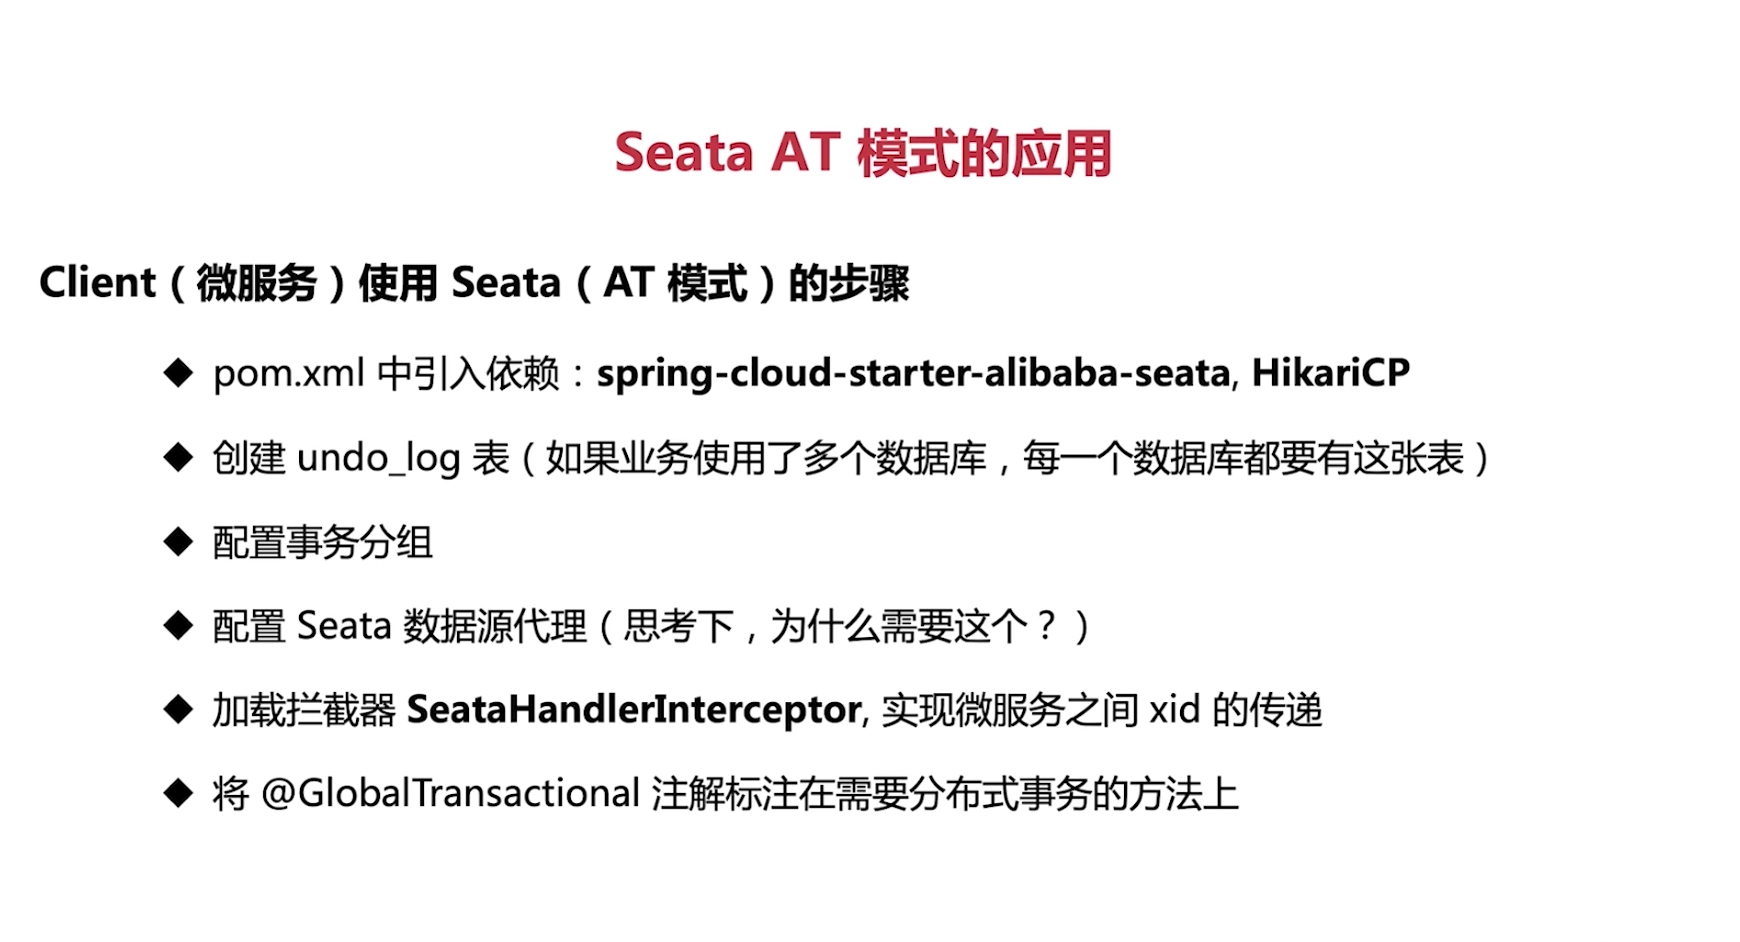 Seata AT 模式的应用
Client（微服务）使用 Seata（AT 模式）的步骤
◆ pom.xml 中引入依赖：spring-cloud-starter-alibaba-seata, HikariCP
◆ 创建 undo_log 表（如果业务使用了多个数据库，每一个数据库都要有这张表）
◆ 配置事务分组
◆ 配置 Seata 数据源代理（思考下，为什么需要这个？）
◆ 加载拦截器 SeataHandlerInterceptor, 实现微服务之间 xid 的传递
◆ 将 @GlobalTransactional 注解标注在需要分布式事务的方法上